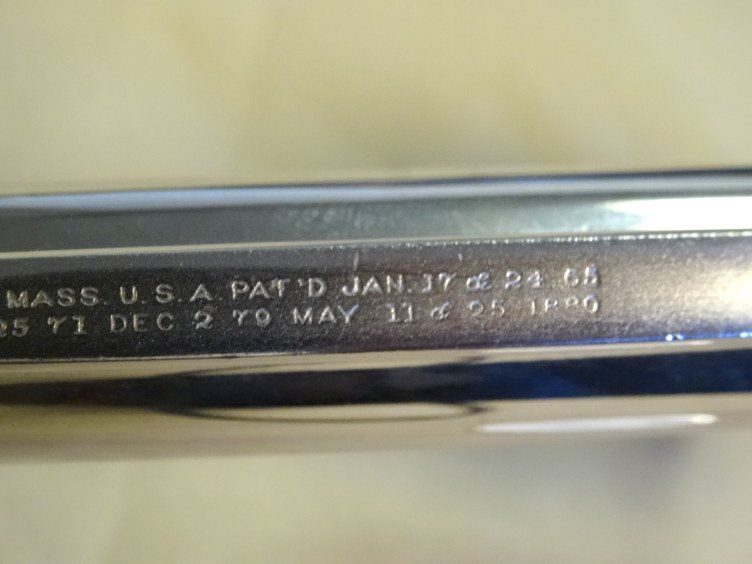 MASS. U. S. A. PAT'D JAN. 17 & 24. 65
25 71 DEC 2 79 MAY 11 & 25 1880